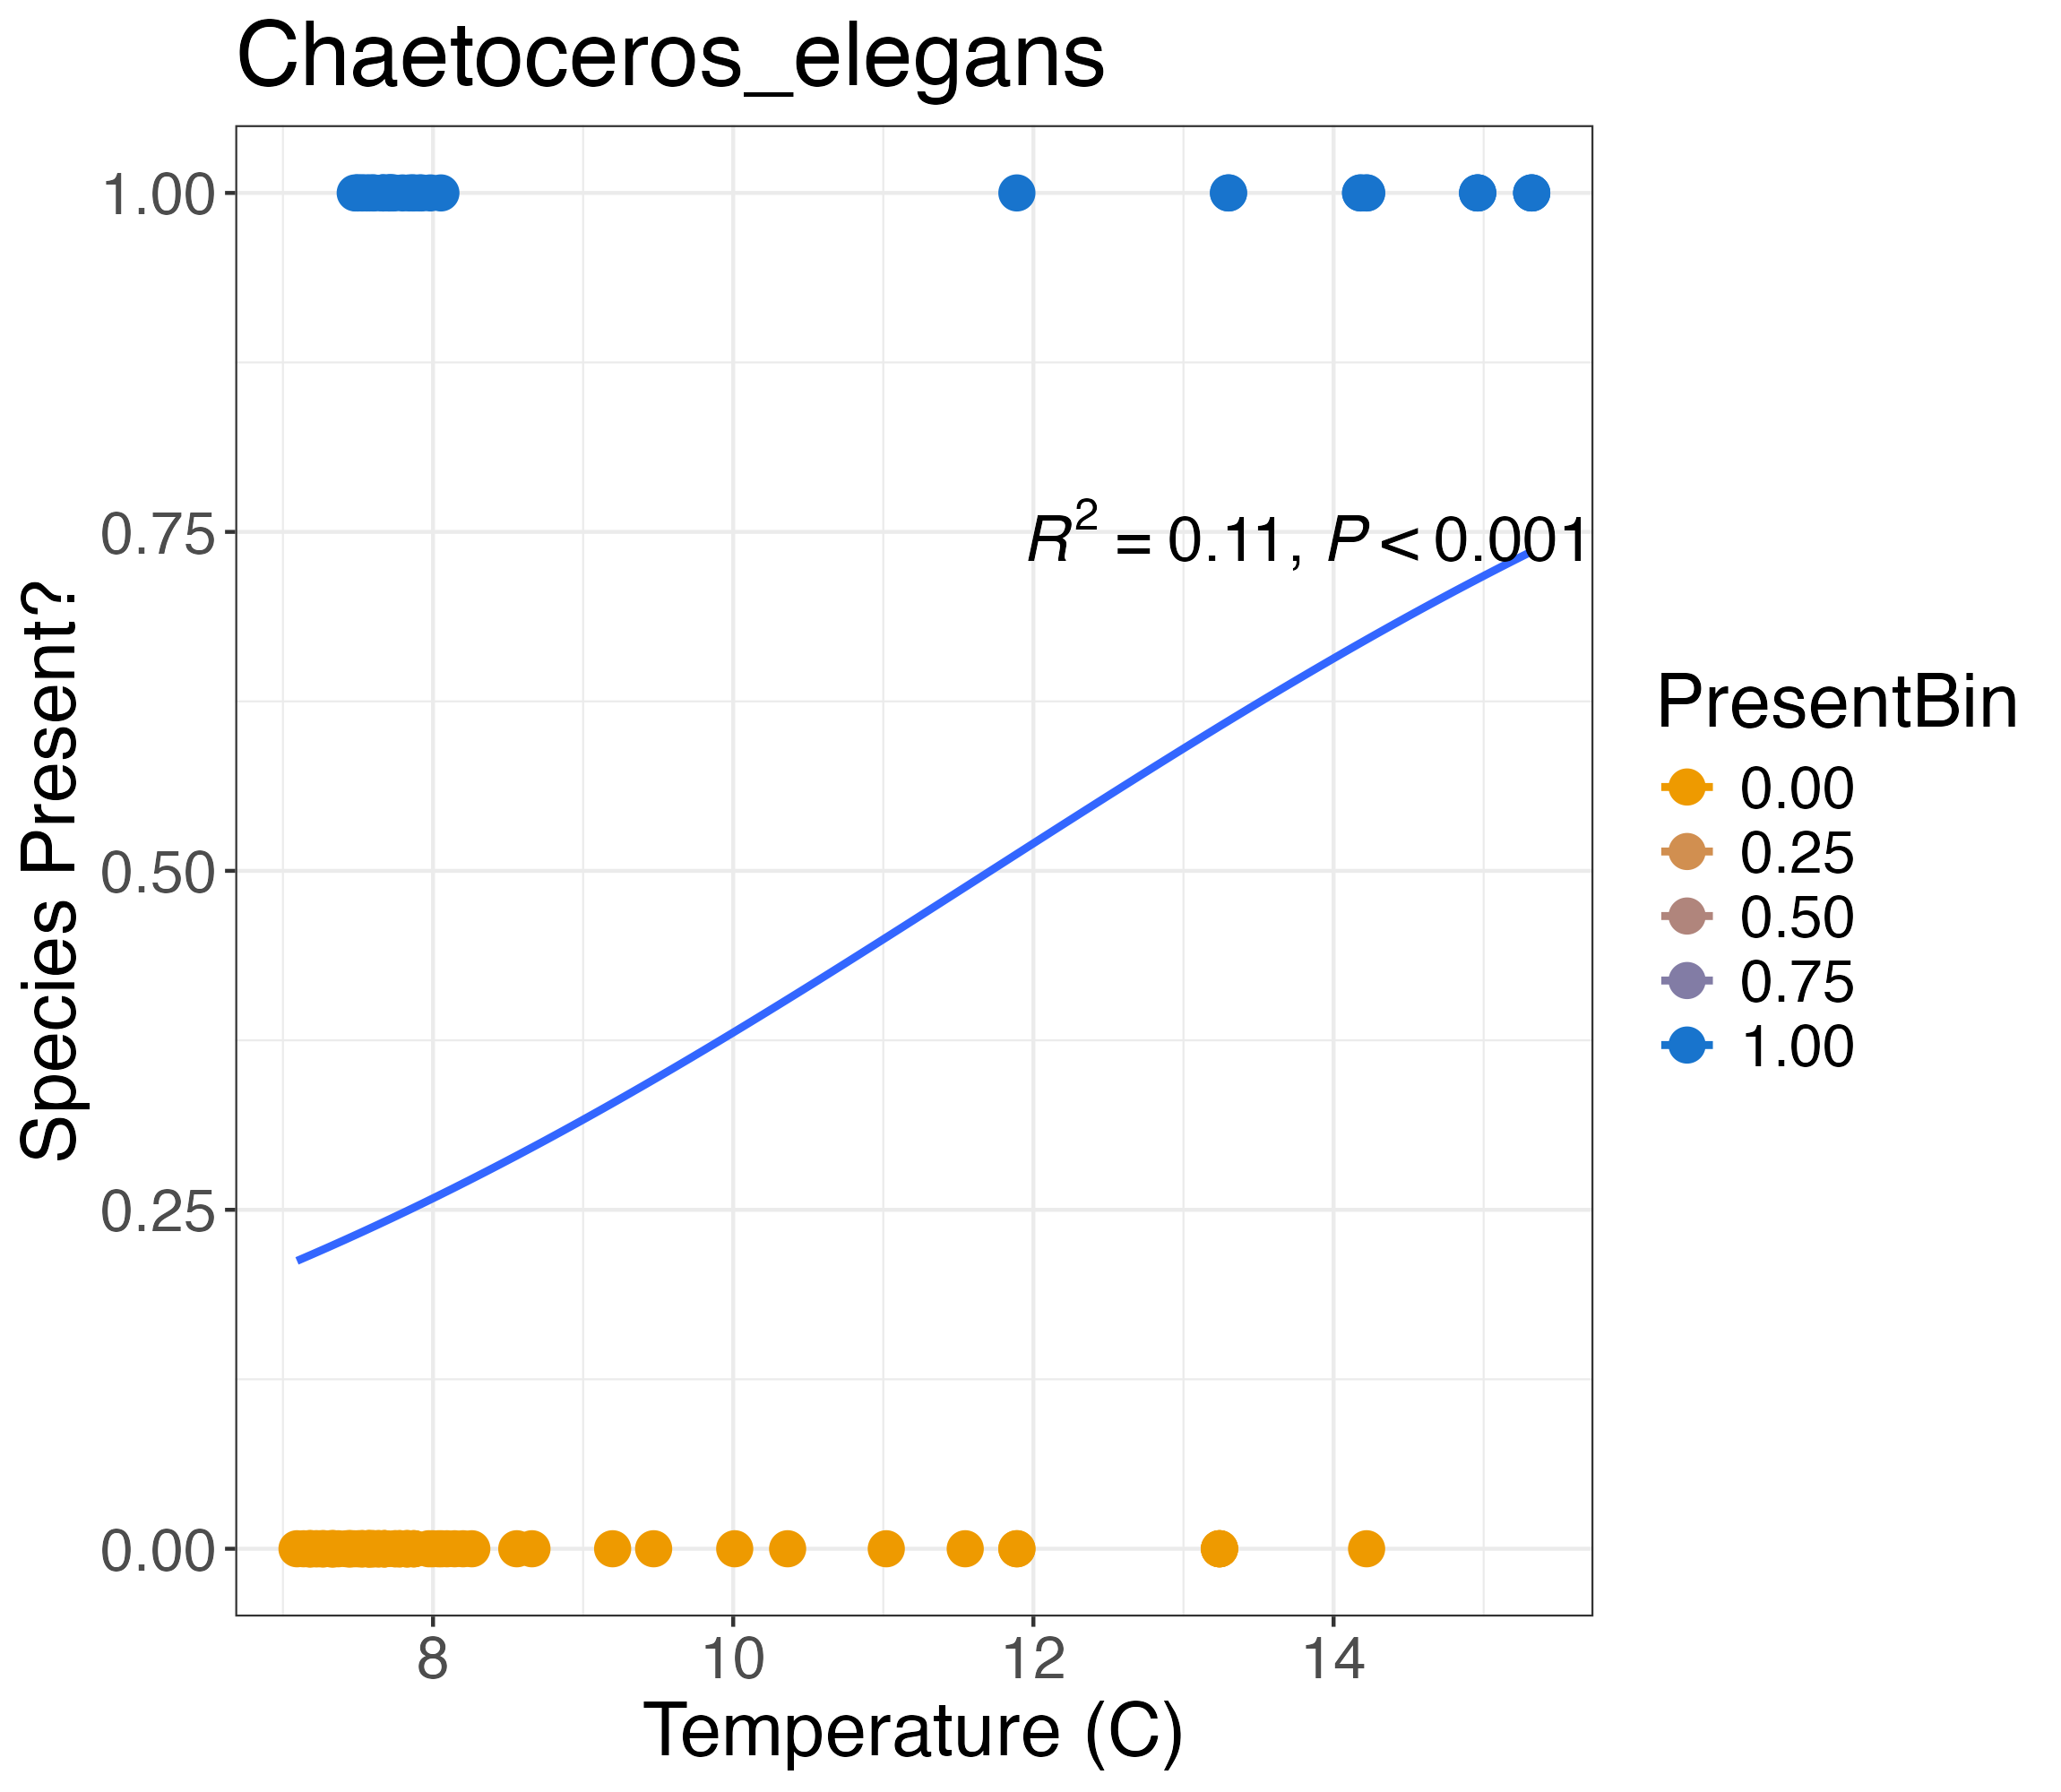 Chaetoceros_elegans
1.00
0.75
0.50
0.25
0.00
Species Present?
R² = 0.11, P < 0.001
8 10 12 14
Temperature (C)
PresentBin
0.00
0.25
0.50
0.75
1.00